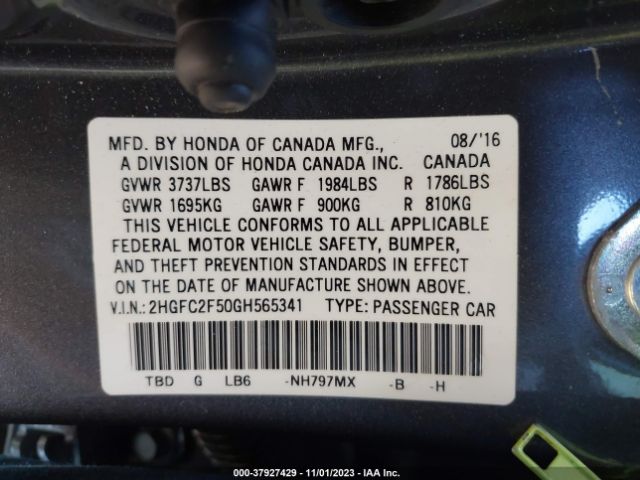 MFD. BY HONDA OF CANADA MFG., 08/'16
A DIVISION OF HONDA CANADA INC. CANADA
GVWR 3737LBS GAWR F 1984LBS R 1786LBS
GVWR 1695KG GAWR F 900KG R 810KG
THIS VEHICLE CONFORMS TO ALL APPLICABLE
FEDERAL MOTOR VEHICLE SAFETY, BUMPER,
AND THEFT PREVENTION STANDARDS IN EFFECT
ON THE DATE OF MANUFACTURE SHOWN ABOVE.
V.I.N.: 2HGFC2F50GH565341 TYPE: PASSENGER CAR
TBD G LB6 -NH797MX -B -H
000-37927429 - 11/01/2023 - IAA Inc.